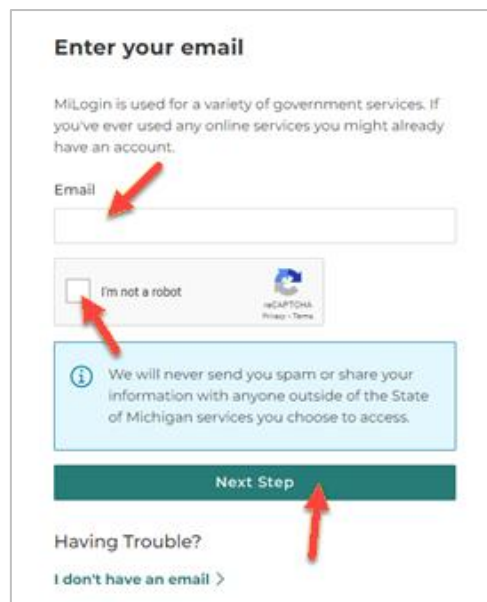 Enter your email
MiLogin is used for a variety of government services. If
you've ever used any online services you might already
have an account.
Email
I'm not a robot
reCAPTCHA
Privacy - Terms
We will never send you spam or share your
information with anyone outside of the State
of Michigan services you choose to access.
Next Step
Having Trouble?
I don't have an email >